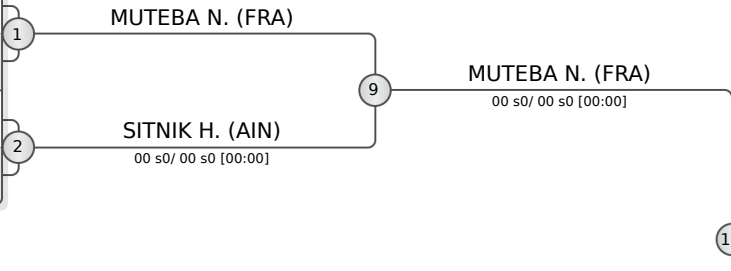 MUTEBA N. (FRA)
1
MUTEBA N. (FRA)
9
00 s0/ 00 s0 [00:00]
SITNIK H. (AIN)
2
00 s0/ 00 s0 [00:00]